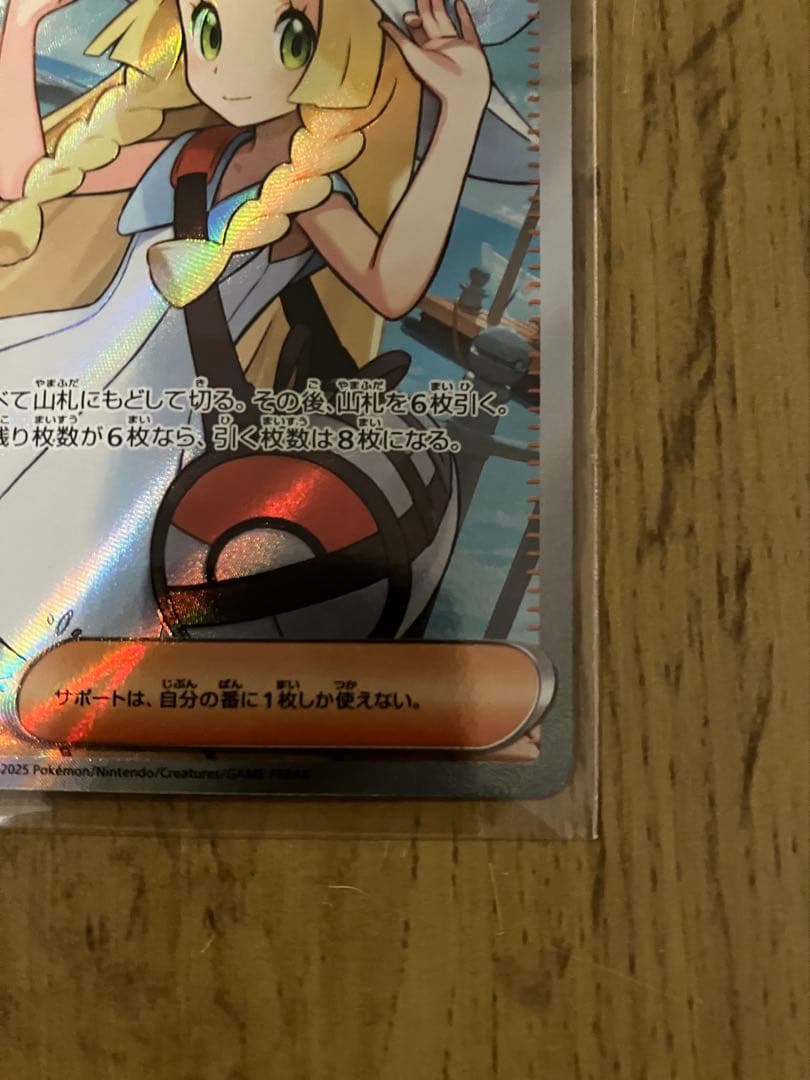 べて山札にもどして切る。その後、山札を6枚引く。
残り枚数が6枚なら、引く枚数は8枚になる。
サポートは、自分の番に1枚しか使えない。
2025 Pokémon/Nintendo/Creatures/GAME FREAK